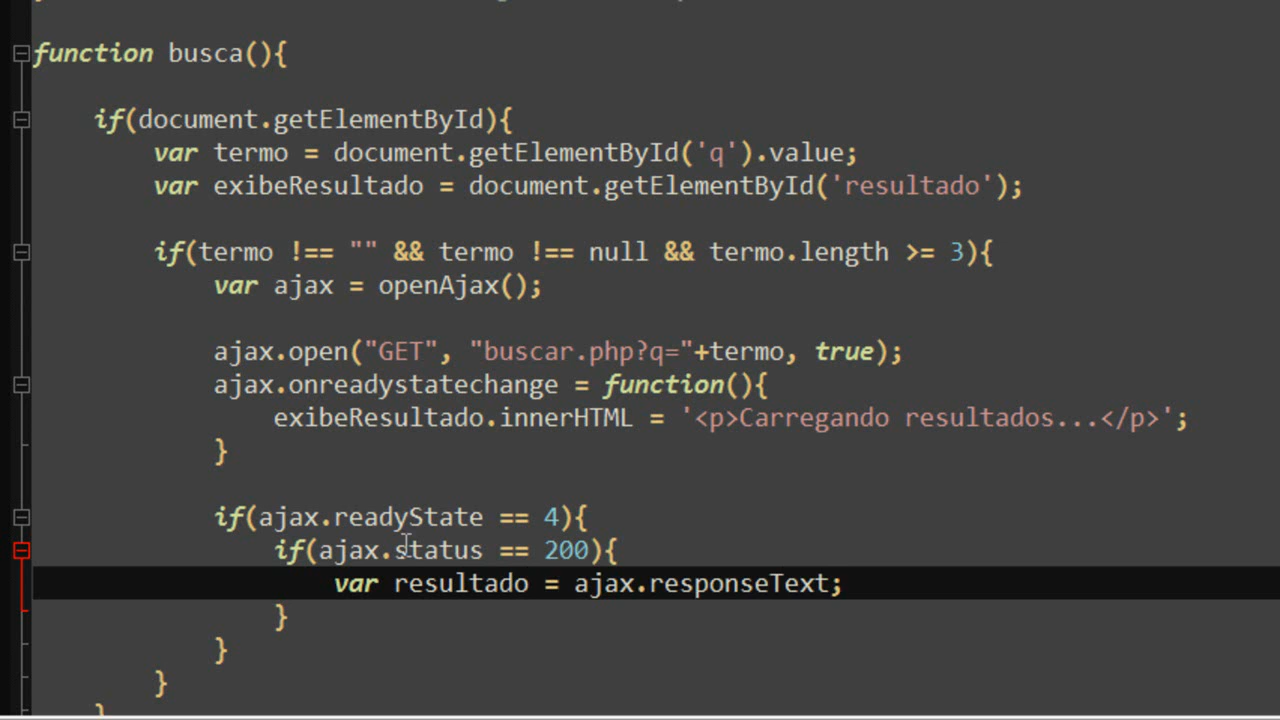 function busca(){
if(document.getElementById){
var termo = document.getElementById('q').value;
var exibeResultado = document.getElementById('resultado');
if(termo !== "" && termo !== null && termo.length >= 3){
var ajax = openAjax();
ajax.open("GET", "buscar.php?q="+termo, true);
ajax.onreadystatechange = function(){
exibeResultado.innerHTML = '<p>Carregando resultados...</p>';
}
if(ajax.readyState == 4){
if(ajax.status == 200){
var resultado = ajax.responseText;
}
}
}
}